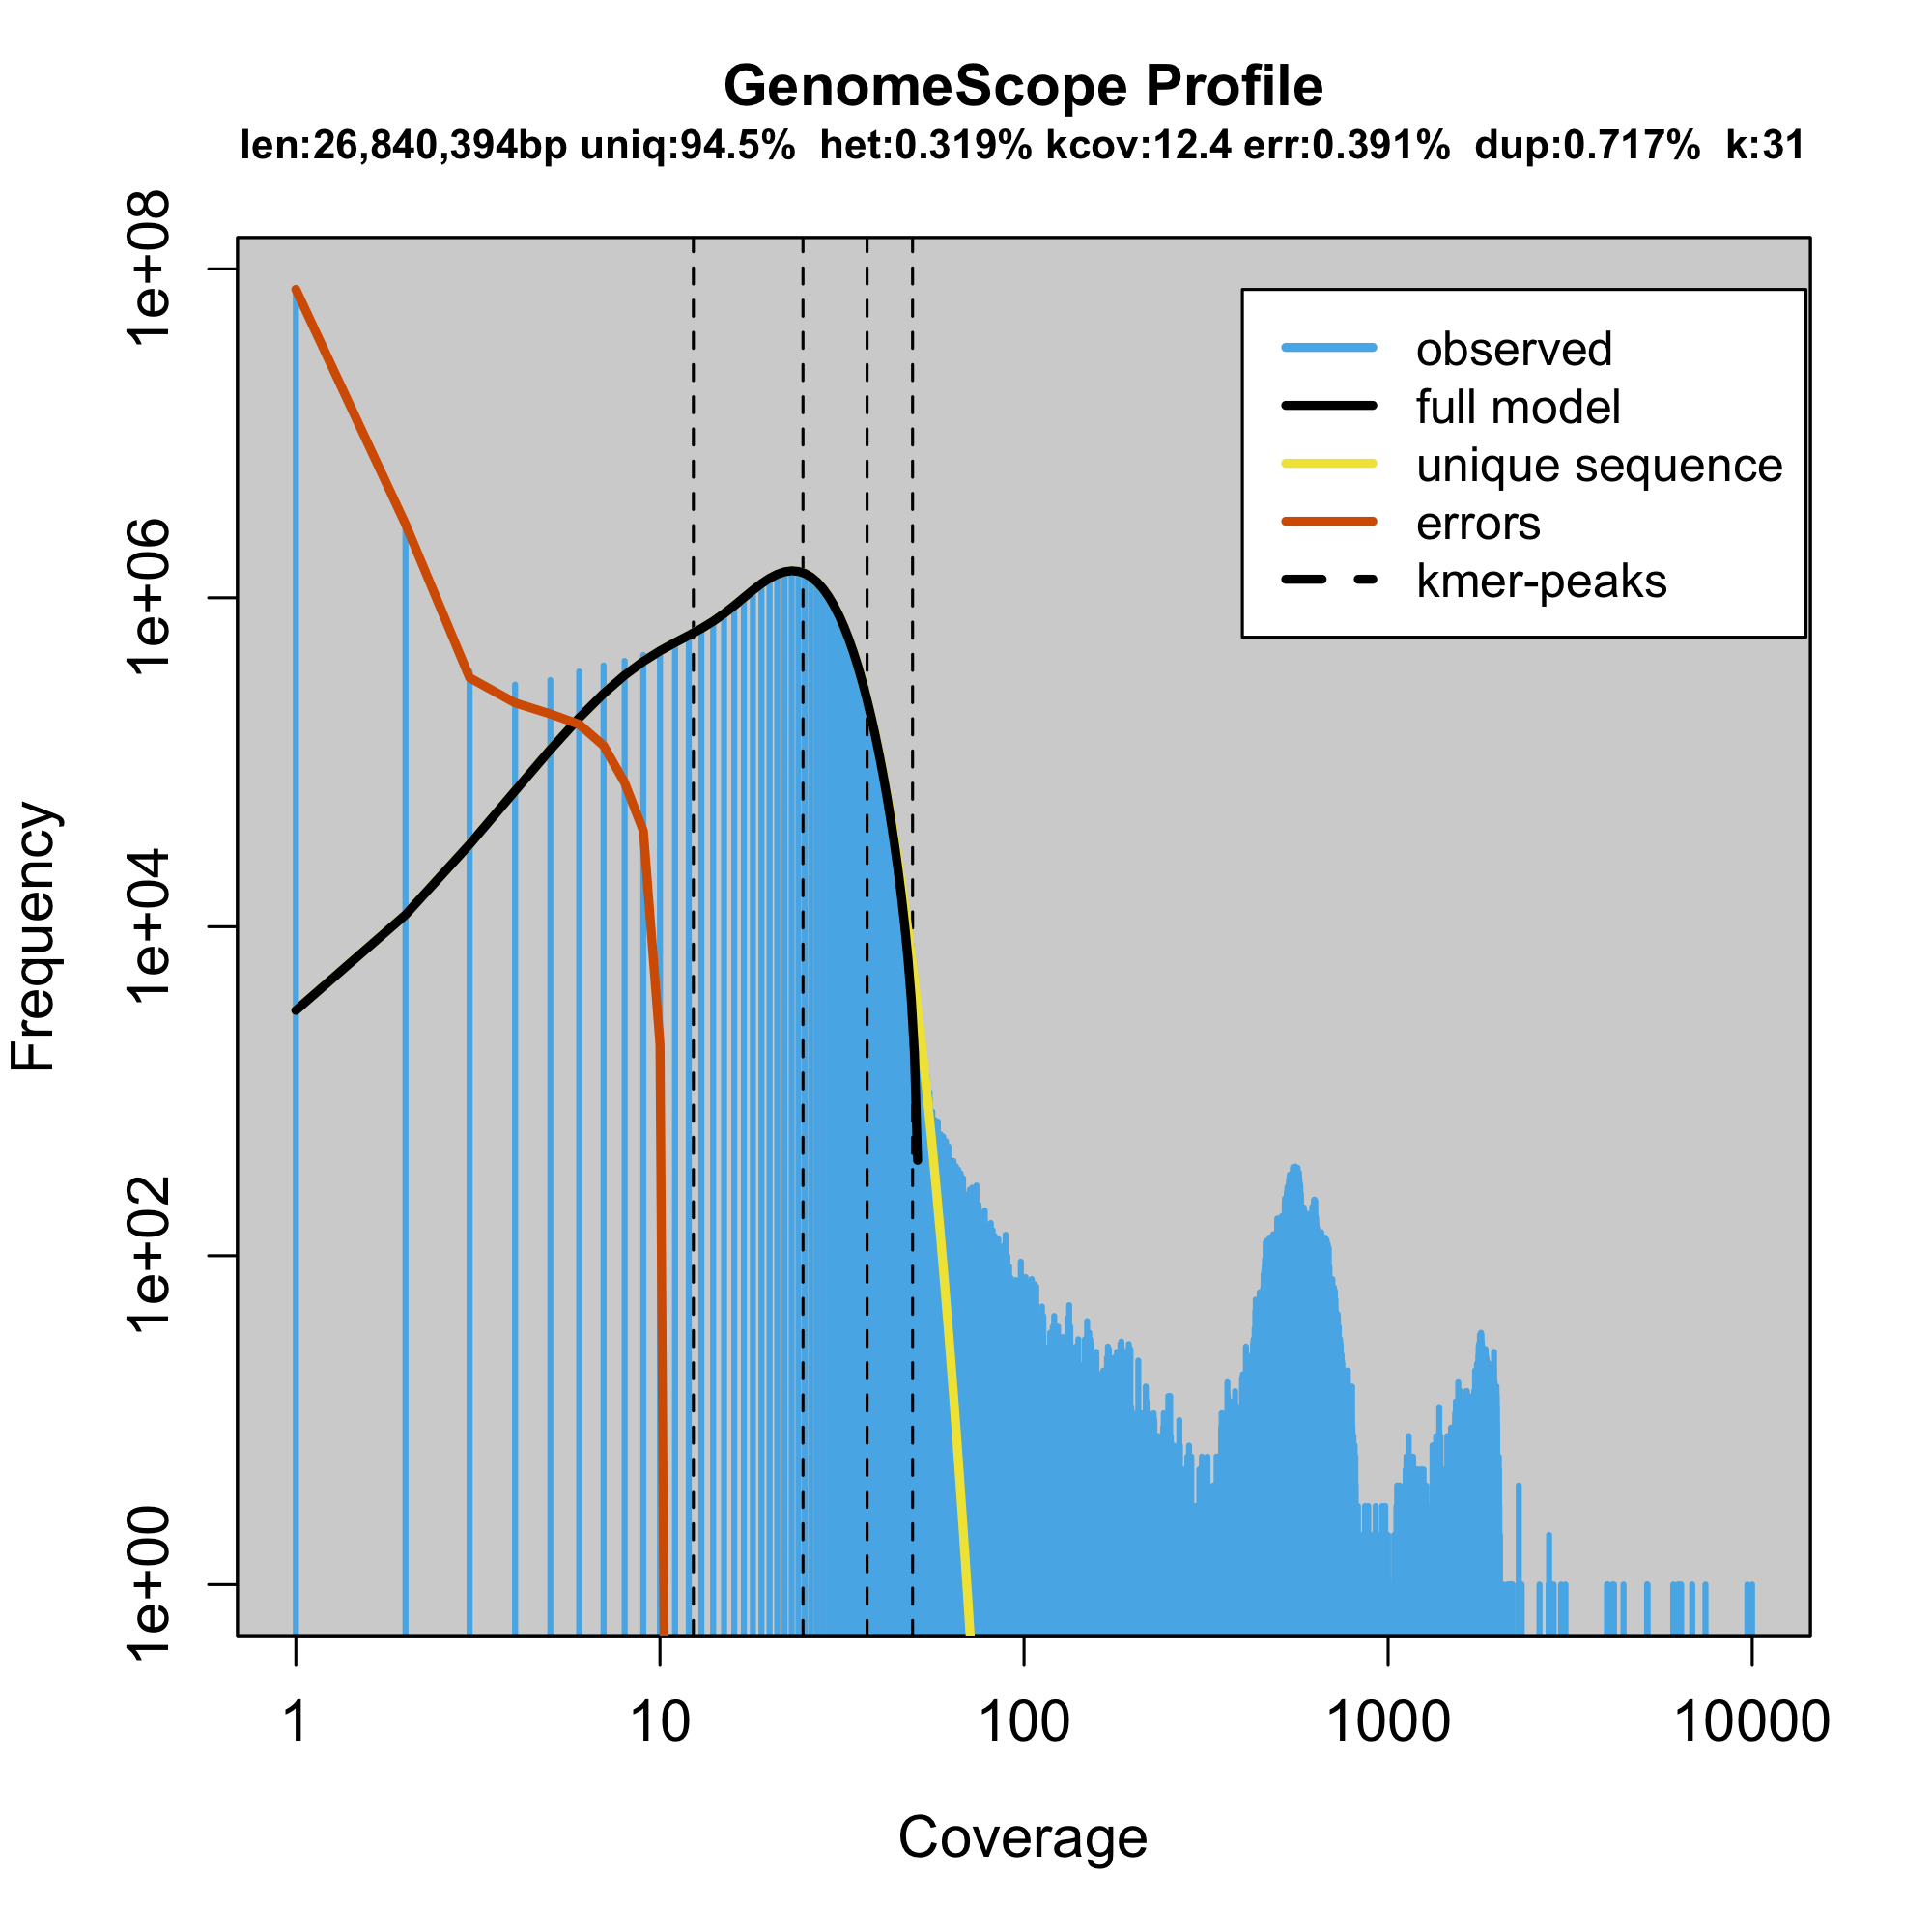 GenomeScope Profile
len:26,840,394bp uniq:94.5% het:0.319% kcov:12.4 err:0.391% dup:0.717% k:31
observed
full model
unique sequence
errors
kmer-peaks
Frequency
1e+08
1e+06
1e+04
1e+02
1e+00
1 10 100 1000 10000
Coverage